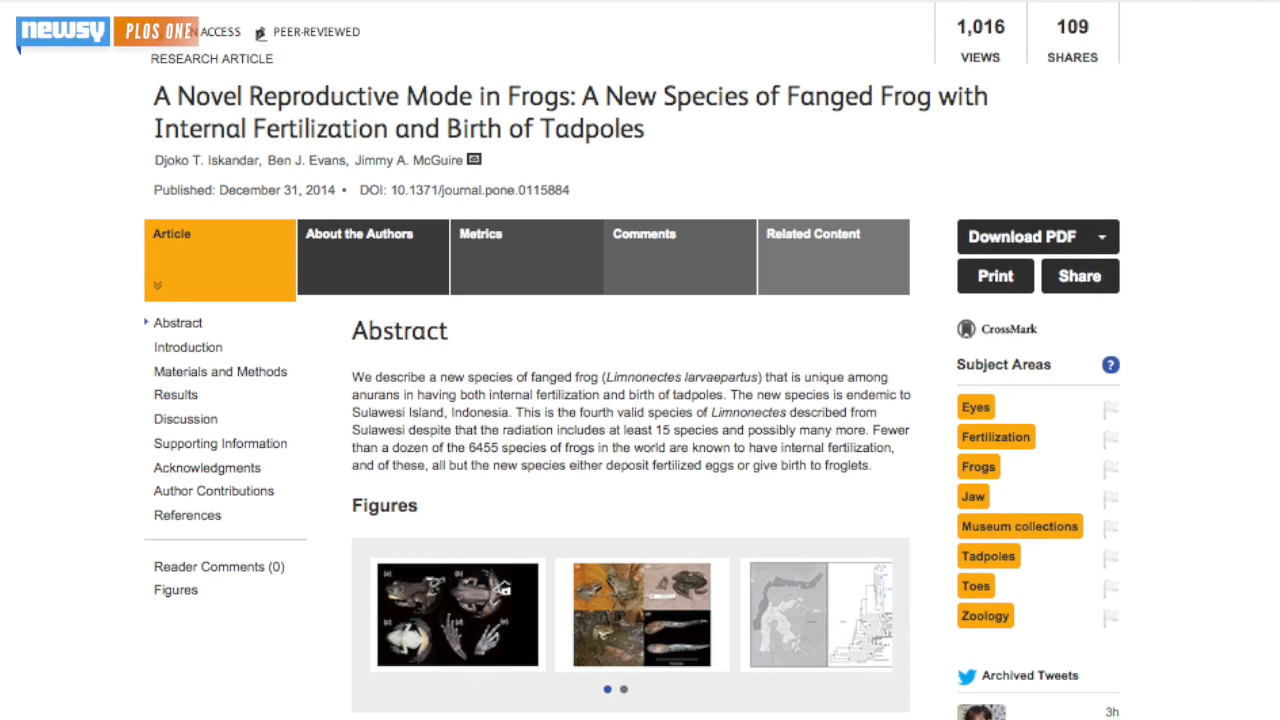 newsy PLOS ONE N ACCESS PEER-REVIEWED
RESEARCH ARTICLE
1,016 109
VIEWS SHARES
A Novel Reproductive Mode in Frogs: A New Species of Fanged Frog with
Internal Fertilization and Birth of Tadpoles
Djoko T. Iskandar, Ben J. Evans, Jimmy A. McGuire
Published: December 31, 2014 • DOI: 10.1371/journal.pone.0115884
Article About the Authors Metrics Comments Related Content
Download PDF
Print Share
Abstract
Introduction
Materials and Methods
Results
Discussion
Supporting Information
Acknowledgments
Author Contributions
References
Reader Comments (0)
Figures
Abstract
We describe a new species of fanged frog (Limnonectes larvaepartus) that is unique among
anurans in having both internal fertilization and birth of tadpoles. The new species is endemic to
Sulawesi Island, Indonesia. This is the fourth valid species of Limnonectes described from
Sulawesi despite that the radiation includes at least 15 species and possibly many more. Fewer
than a dozen of the 6455 species of frogs in the world are known to have internal fertilization,
and of these, all but the new species either deposit fertilized eggs or give birth to froglets.
Figures
(a) (b)
(c) (d) (e)
CrossMark
Subject Areas ?
Eyes
Fertilization
Frogs
Jaw
Museum collections
Tadpoles
Toes
Zoology
Archived Tweets
3h